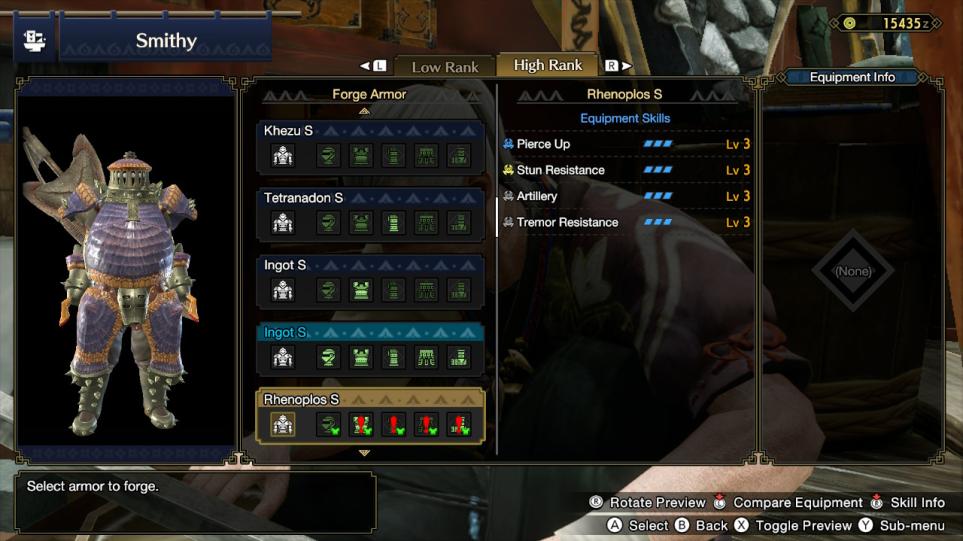 Smithy
15435z
L
Low Rank
High Rank
R
Forge Armor
Khezu S
Tetranadon S
Ingot S
Ingot S
Rhenoplos S
Rhenoplos S
Equipment Skills
Pierce Up Lv 3
Stun Resistance Lv 3
Artillery Lv 3
Tremor Resistance Lv 3
Equipment Info
(None)
Select armor to forge.
R Rotate Preview L Compare Equipment R Skill Info
A Select B Back X Toggle Preview Y Sub-menu